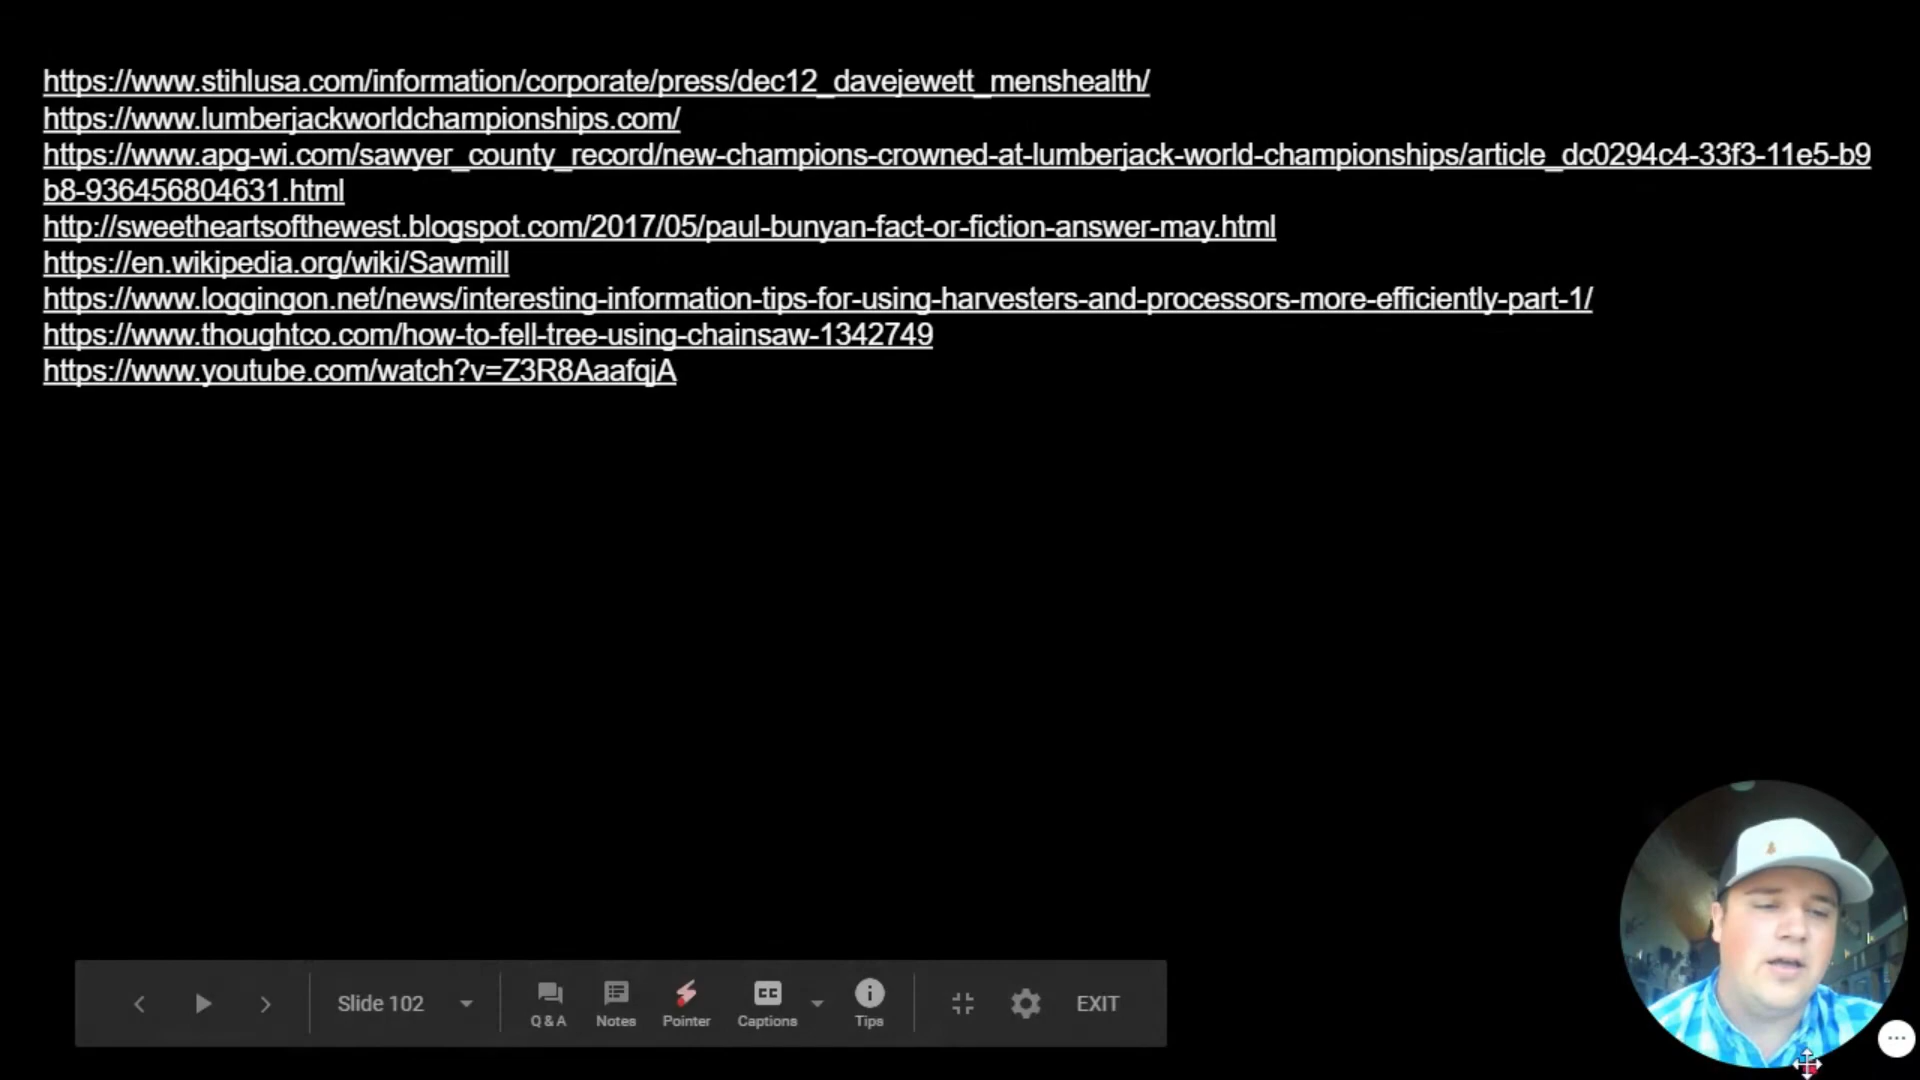 https://www.stihlusa.com/information/corporate/press/dec12_davejewett_menshealth/
https://www.lumberjackworldchampionships.com/
https://www.apg-wi.com/sawyer_county_record/new-champions-crowned-at-lumberjack-world-championships/article_dc0294c4-33f3-11e5-b9
b8-936456804631.html
http://sweetheartsofthewest.blogspot.com/2017/05/paul-bunyan-fact-or-fiction-answer-may.html
https://en.wikipedia.org/wiki/Sawmill
https://www.loggingon.net/news/interesting-information-tips-for-using-harvesters-and-processors-more-efficiently-part-1/
https://www.thoughtco.com/how-to-fell-tree-using-chainsaw-1342749
https://www.youtube.com/watch?v=Z3R8AaafqjA
Slide 102
Q & A
Notes
Pointer
CC
Captions
Tips
EXIT